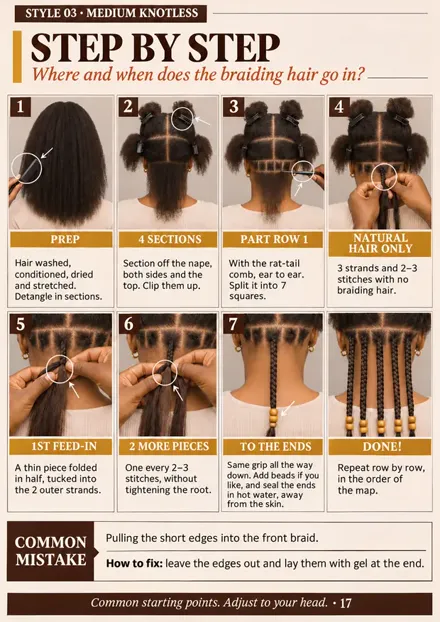 STYLE 03 • MEDIUM KNOTLESS
STEP BY STEP
Where and when does the braiding hair go in?
1
PREP
Hair washed,
conditioned, dried
and stretched.
Detangle in sections.
2
4 SECTIONS
Section off the nape,
both sides and the
top. Clip them up.
3
PART ROW 1
With the rat-tail
comb, ear to ear.
Split it into 7
squares.
4
NATURAL
HAIR ONLY
3 strands and 2–3
stitches with no
braiding hair.
5
1ST FEED-IN
A thin piece folded
in half, tucked into
the 2 outer strands.
6
2 MORE PIECES
One every 2–3
stitches, without
tightening the root.
7
TO THE ENDS
Same grip all the way
down. Add beads if you
like, and seal the ends
in hot water, away
from the skin.
DONE!
Repeat row by row,
in the order of
the map.
COMMON
MISTAKE
Pulling the short edges into the front braid.
How to fix: leave the edges out and lay them with gel at the end.
Common starting points. Adjust to your head. • 17